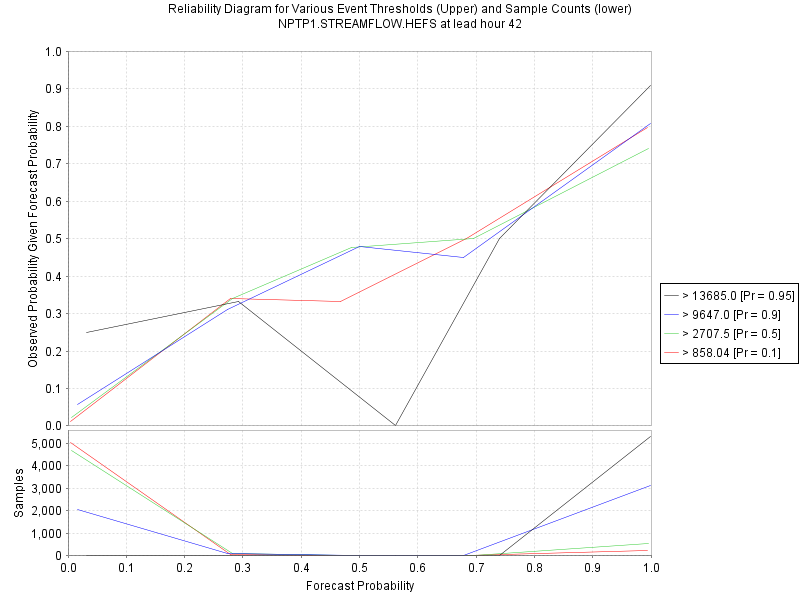 Reliability Diagram for Various Event Thresholds (Upper) and Sample Counts (lower)
NPTP1.STREAMFLOW.HEFS at lead hour 42
Observed Probability Given Forecast Probability
1.0
0.9
0.8
0.7
0.6
0.5
0.4
0.3
0.2
0.1
0.0
> 13685.0 [Pr = 0.95]
> 9647.0 [Pr = 0.9]
> 2707.5 [Pr = 0.5]
> 858.04 [Pr = 0.1]
Samples
5,000
4,000
3,000
2,000
1,000
0
0.0 0.1 0.2 0.3 0.4 0.5 0.6 0.7 0.8 0.9 1.0
Forecast Probability